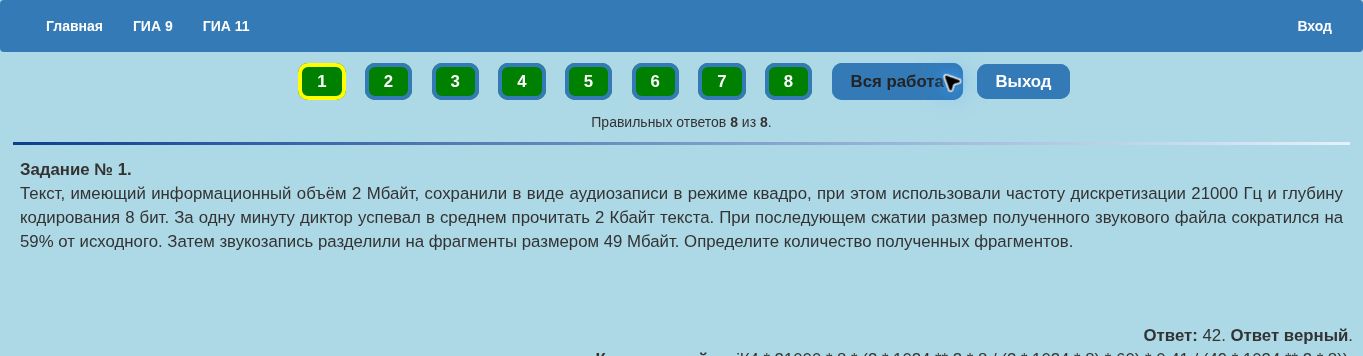 Главная ГИА 9 ГИА 11 Вход
1 2 3 4 5 6 7 8 Вся работа Выход
Правильных ответов 8 из 8.
Задание № 1.
Текст, имеющий информационный объём 2 Мбайт, сохранили в виде аудиозаписи в режиме квадро, при этом использовали частоту дискретизации 21000 Гц и глубину
кодирования 8 бит. За одну минуту диктор успевал в среднем прочитать 2 Кбайт текста. При последующем сжатии размер полученного звукового файла сократился на
59% от исходного. Затем звукозапись разделили на фрагменты размером 49 Мбайт. Определите количество полученных фрагментов.
Ответ: 42. Ответ верный.